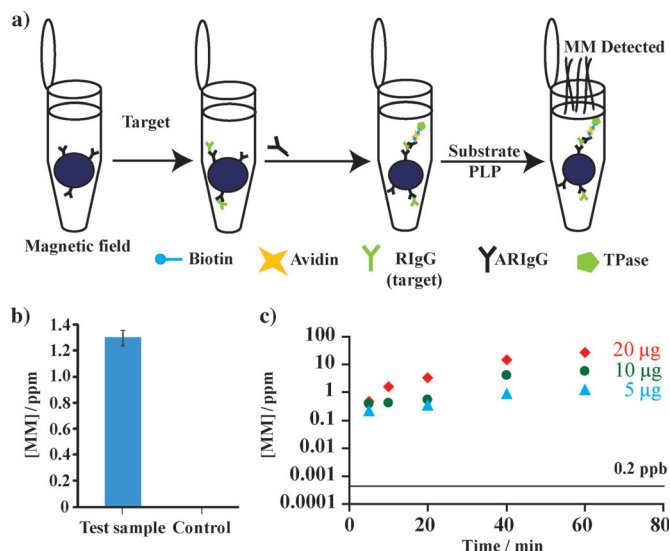 a)
MM Detected
Target
Substrate
PLP
Magnetic field
Biotin
Avidin
RIgG
(target)
ARIgG
TPase
b)
[MM] / ppm
1.4
1.2
1.0
0.8
0.6
0.4
0.2
0
Test sample Control
c)
[MM] / ppm
100
10
1
0.1
0.01
0.001
0.0001
20 µg
10 µg
5 µg
0.2 ppb
0 20 40 60 80
Time / min